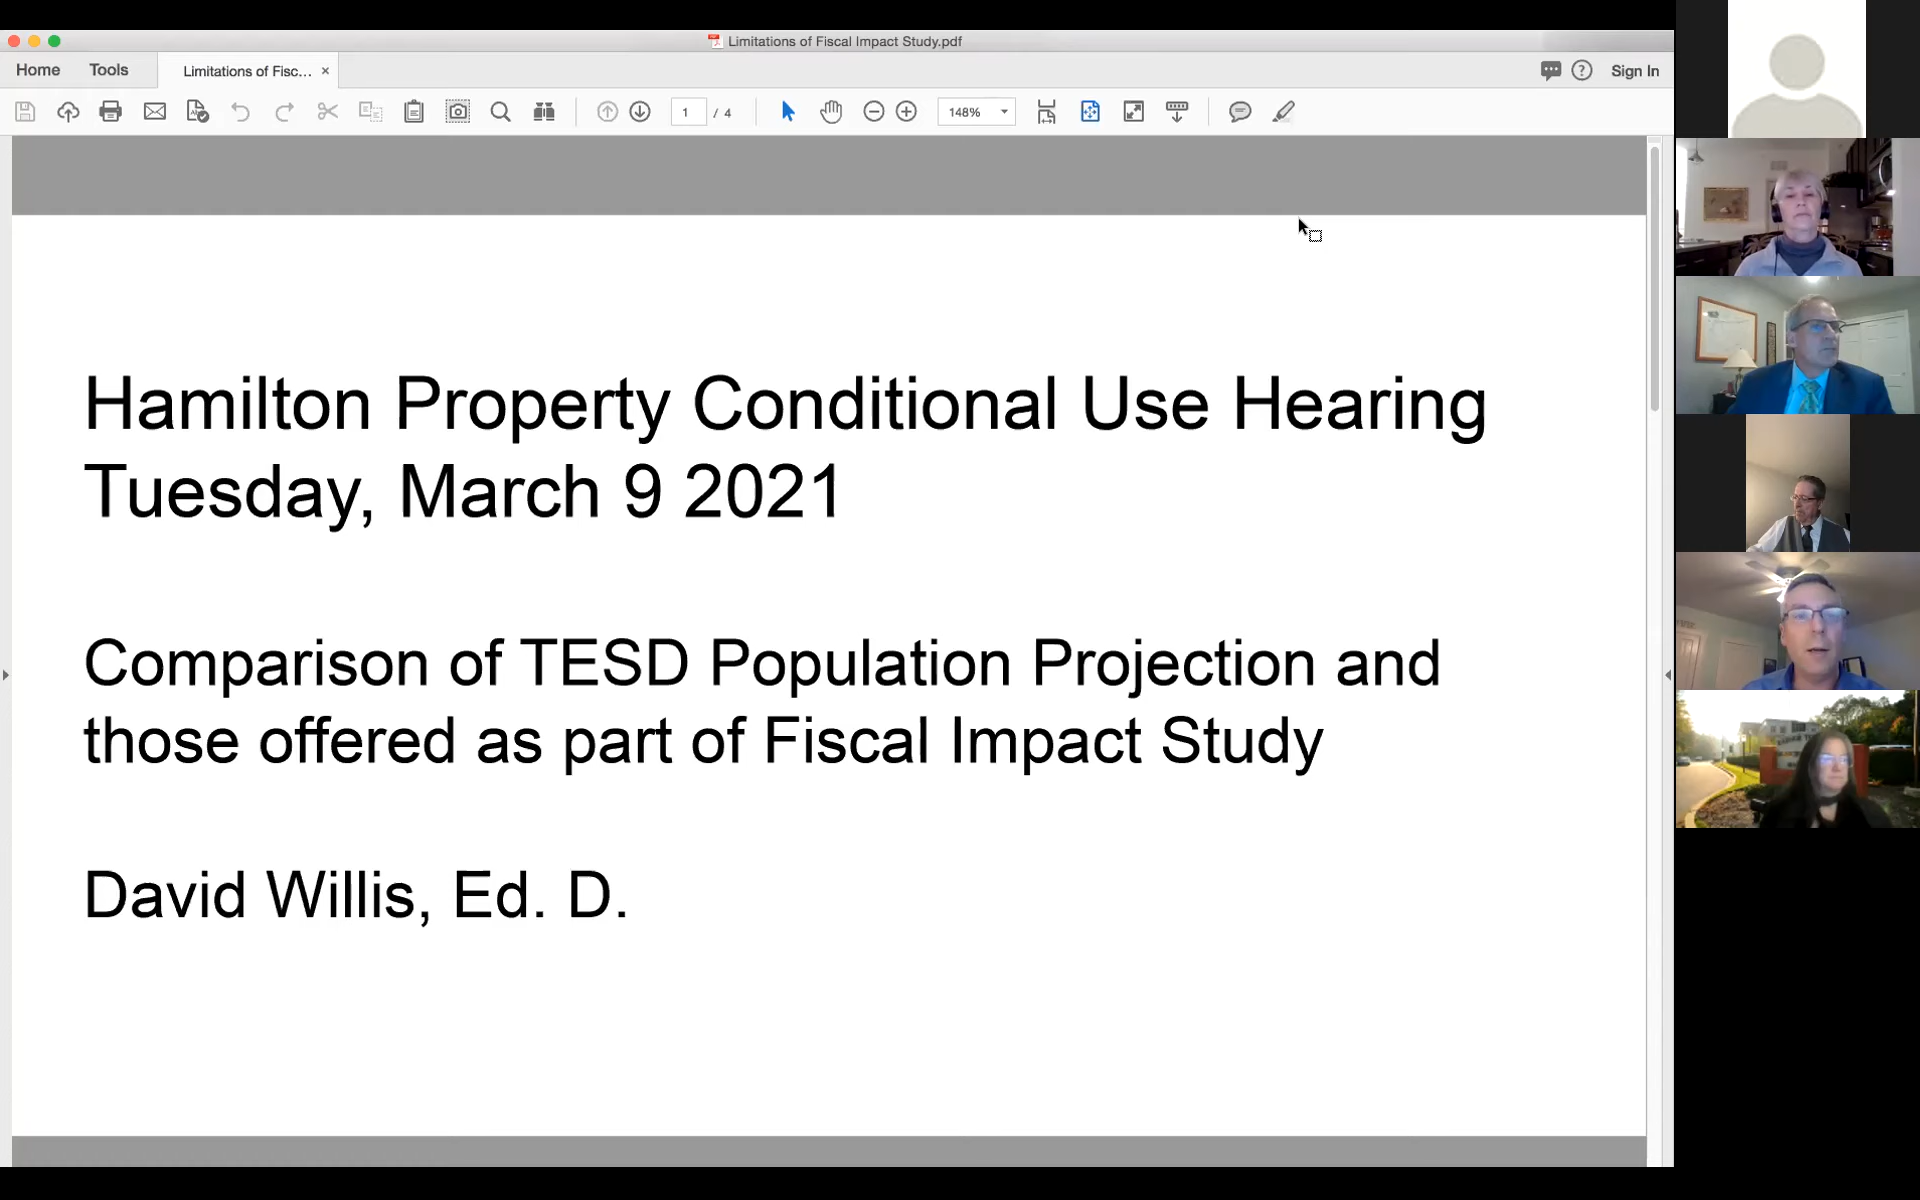 Limitations of Fiscal Impact Study.pdf
Home
Tools
Limitations of Fisc... ×
Sign In
1 / 4
148%
Hamilton Property Conditional Use Hearing
Tuesday, March 9 2021
Comparison of TESD Population Projection and
those offered as part of Fiscal Impact Study
David Willis, Ed. D.